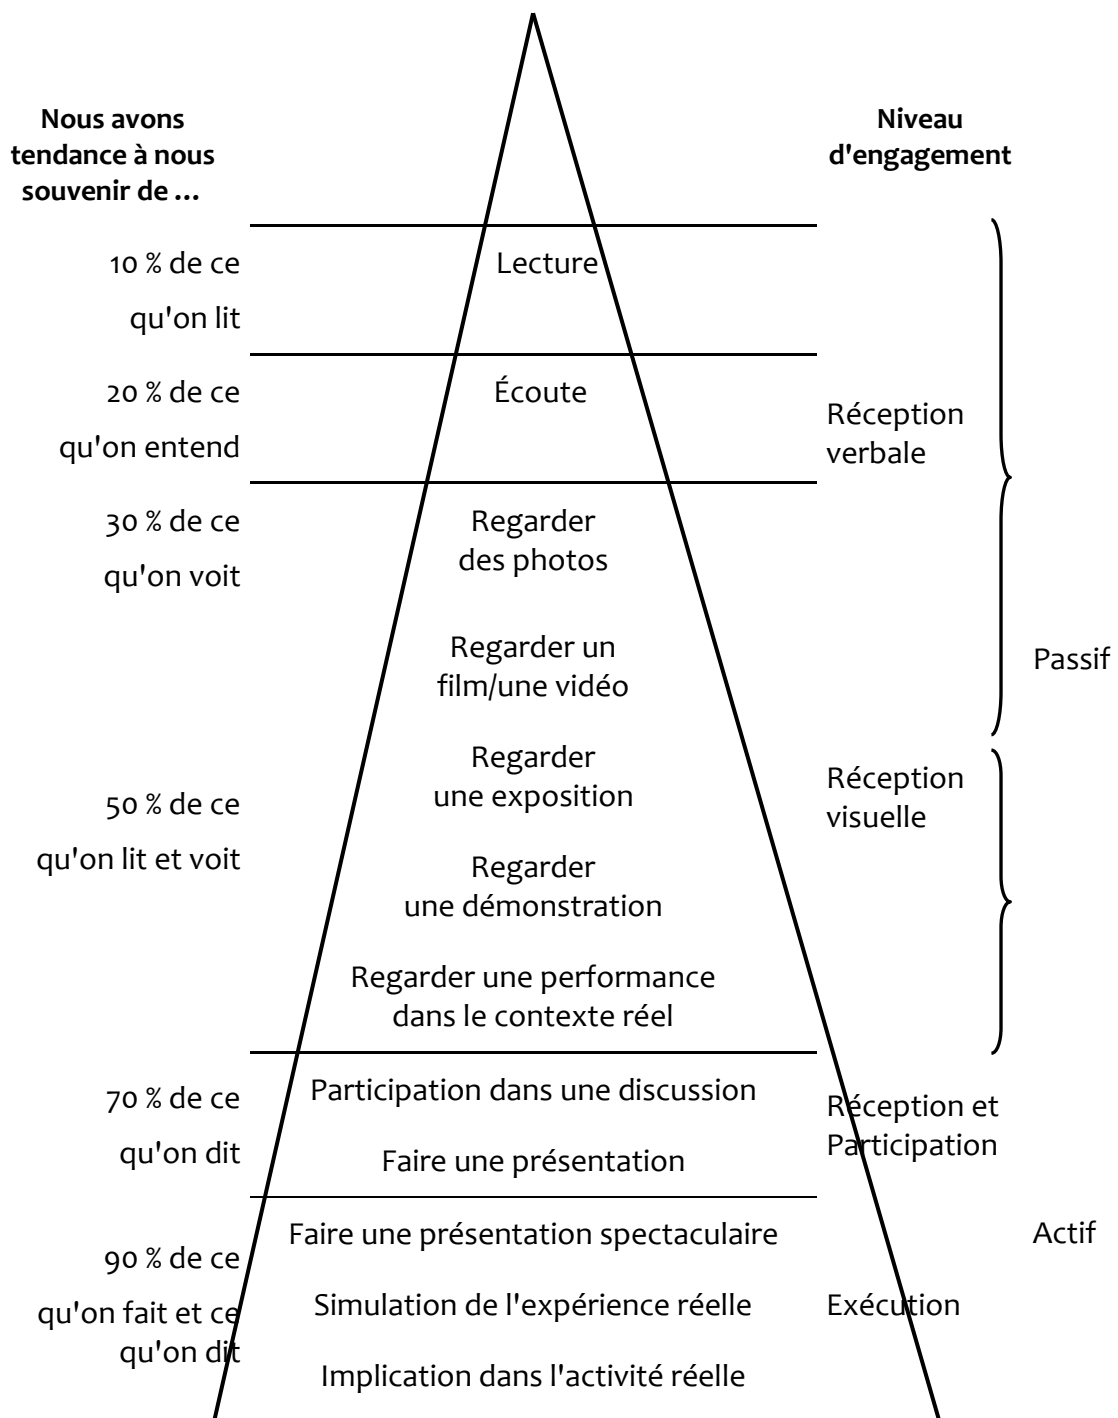 Nous avons
tendance à nous
souvenir de ...
Niveau
d'engagement
10 % de ce
qu'on lit
Lecture
20 % de ce
qu'on entend
Écoute
Réception
verbale
30 % de ce
qu'on voit
Regarder
des photos
Regarder un
film/une vidéo
Passif
50 % de ce
qu'on lit et voit
Regarder
une exposition
Réception
visuelle
Regarder
une démonstration
Regarder une performance
dans le contexte réel
70 % de ce
qu'on dit
Participation dans une discussion
Faire une présentation
Réception et
Participation
90 % de ce
qu'on fait et ce
qu'on dit
Faire une présentation spectaculaire
Simulation de l'expérience réelle
Implication dans l'activité réelle
Exécution
Actif